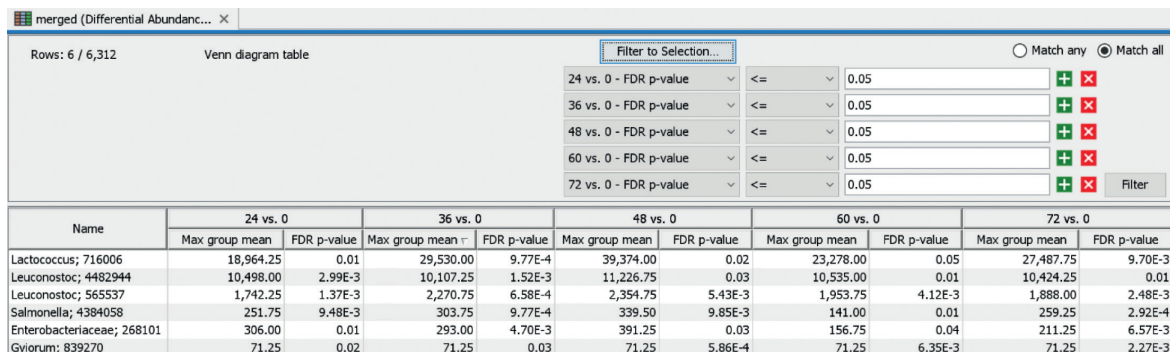 merged (Differential Abundanc... ×
Rows: 6 / 6,312 Venn diagram table Filter to Selection... Match any Match all
24 vs. 0 - FDR p-value <= 0.05
36 vs. 0 - FDR p-value <= 0.05
48 vs. 0 - FDR p-value <= 0.05
60 vs. 0 - FDR p-value <= 0.05
72 vs. 0 - FDR p-value <= 0.05 Filter
Name 24 vs. 0 36 vs. 0 48 vs. 0 60 vs. 0 72 vs. 0
Max group mean FDR p-value Max group mean FDR p-value Max group mean FDR p-value Max group mean FDR p-value Max group mean FDR p-value
Lactococcus; 716006 18,964.25 0.01 29,530.00 9.77E-4 39,374.00 0.02 23,278.00 0.05 27,487.75 9.70E-3
Leuconostoc; 4482944 10,498.00 2.99E-3 10,107.25 1.52E-3 11,226.75 0.03 10,535.00 0.01 10,424.25 0.01
Leuconostoc; 565537 1,742.25 1.37E-3 2,270.75 6.58E-4 2,354.75 5.43E-3 1,953.75 4.12E-3 1,888.00 2.48E-3
Salmonella; 4384058 251.75 9.48E-3 303.75 9.77E-4 339.50 9.85E-3 141.00 0.01 259.25 2.92E-4
Enterobacteriaceae; 268101 306.00 0.01 293.00 4.70E-3 391.25 0.03 156.75 0.04 211.25 6.57E-3
Gviorum; 839270 71.25 0.02 71.25 0.03 71.25 5.86E-4 71.25 6.35E-3 71.25 2.27E-3